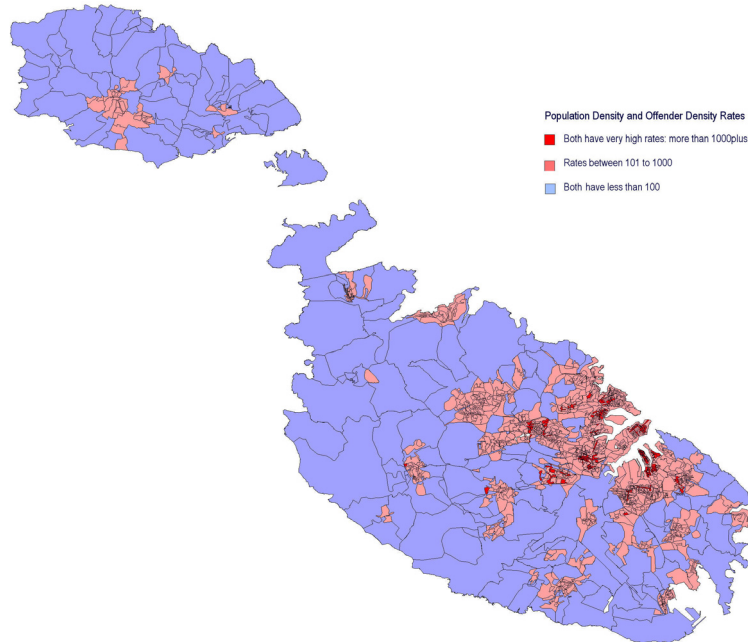 Population Density and Offender Density Rates
Both have very high rates: more than 1000plus
Rates between 101 to 1000
Both have less than 100